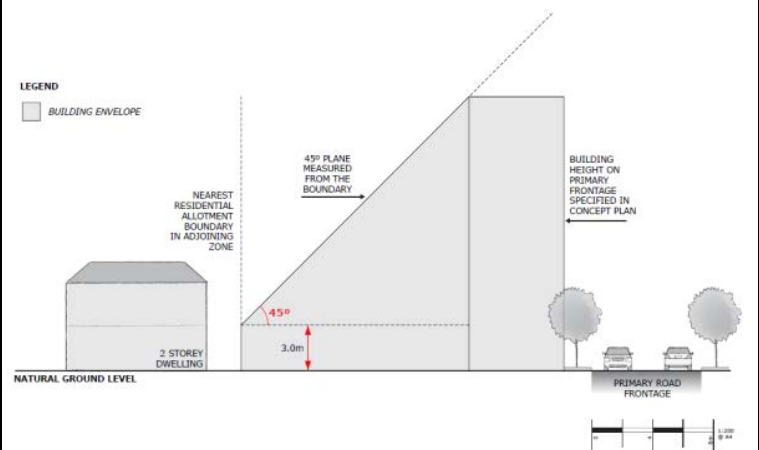 LEGEND
BUILDING ENVELOPE
45º PLANE
MEASURED
FROM THE
BOUNDARY
BUILDING
HEIGHT ON
PRIMARY
FRONTAGE
SPECIFIED IN
CONCEPT PLAN
NEAREST
RESIDENTIAL
ALLOTMENT
BOUNDARY
IN ADJOINING
ZONE
45º
3.0m
2 STOREY
DWELLING
NATURAL GROUND LEVEL
PRIMARY ROAD
FRONTAGE